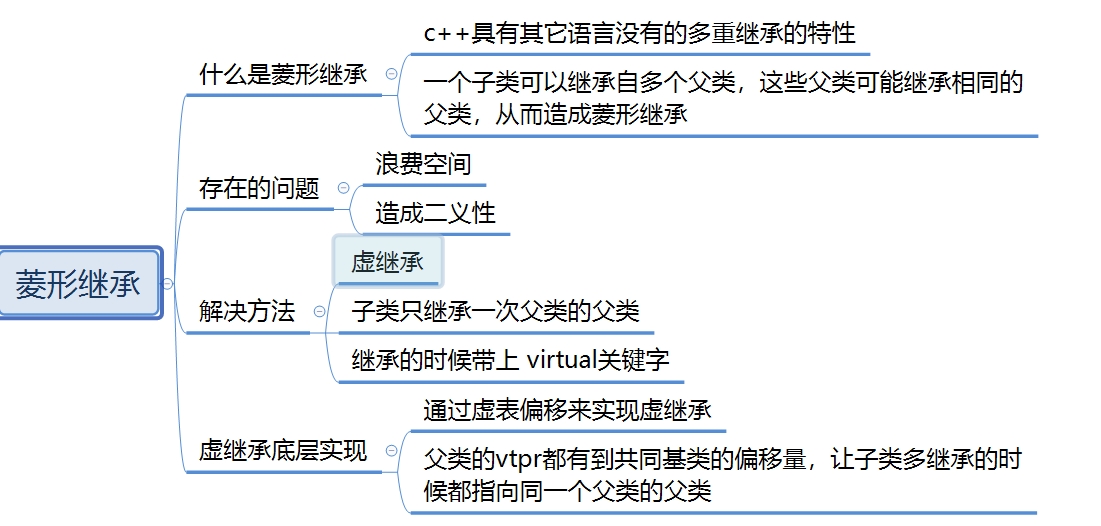 菱形继承
什么是菱形继承
c++具有其它语言没有的多重继承的特性
一个子类可以继承自多个父类，这些父类可能继承相同的
父类，从而造成菱形继承
存在的问题
浪费空间
造成二义性
解决方法
虚继承
子类只继承一次父类的父类
继承的时候带上 virtual关键字
虚继承底层实现
通过虚表偏移来实现虚继承
父类的vtpr都有到共同基类的偏移量，让子类多继承的时
候都指向同一个父类的父类